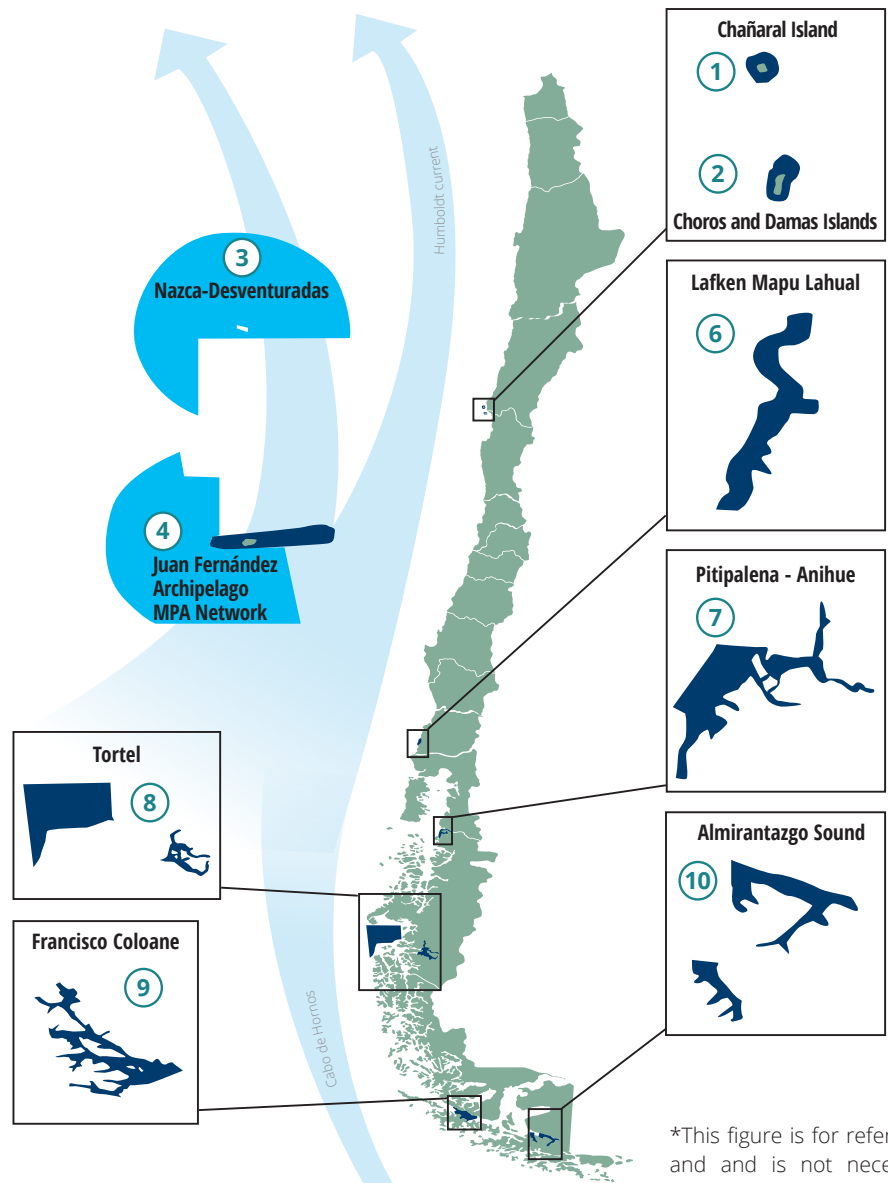 Chañaral Island
1
2
Choros and Damas Islands
Humboldt current
3
Nazca-Desventuradas
Lafken Mapu Lahual
6
4
Juan Fernández
Archipelago
MPA Network
Pitipalena - Anihue
7
Tortel
8
Almirantazgo Sound
10
Francisco Coloane
9
Cabo de Hornos
*This figure is for refer
and and is not nece